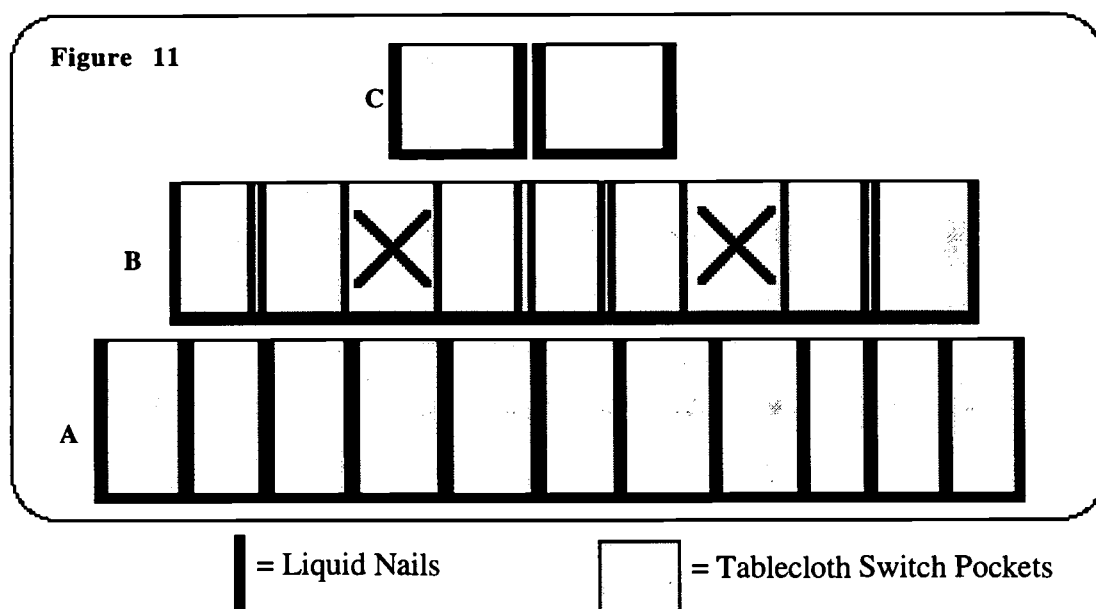 Figure 11
C
B
A
= Liquid Nails
= Tablecloth Switch Pockets